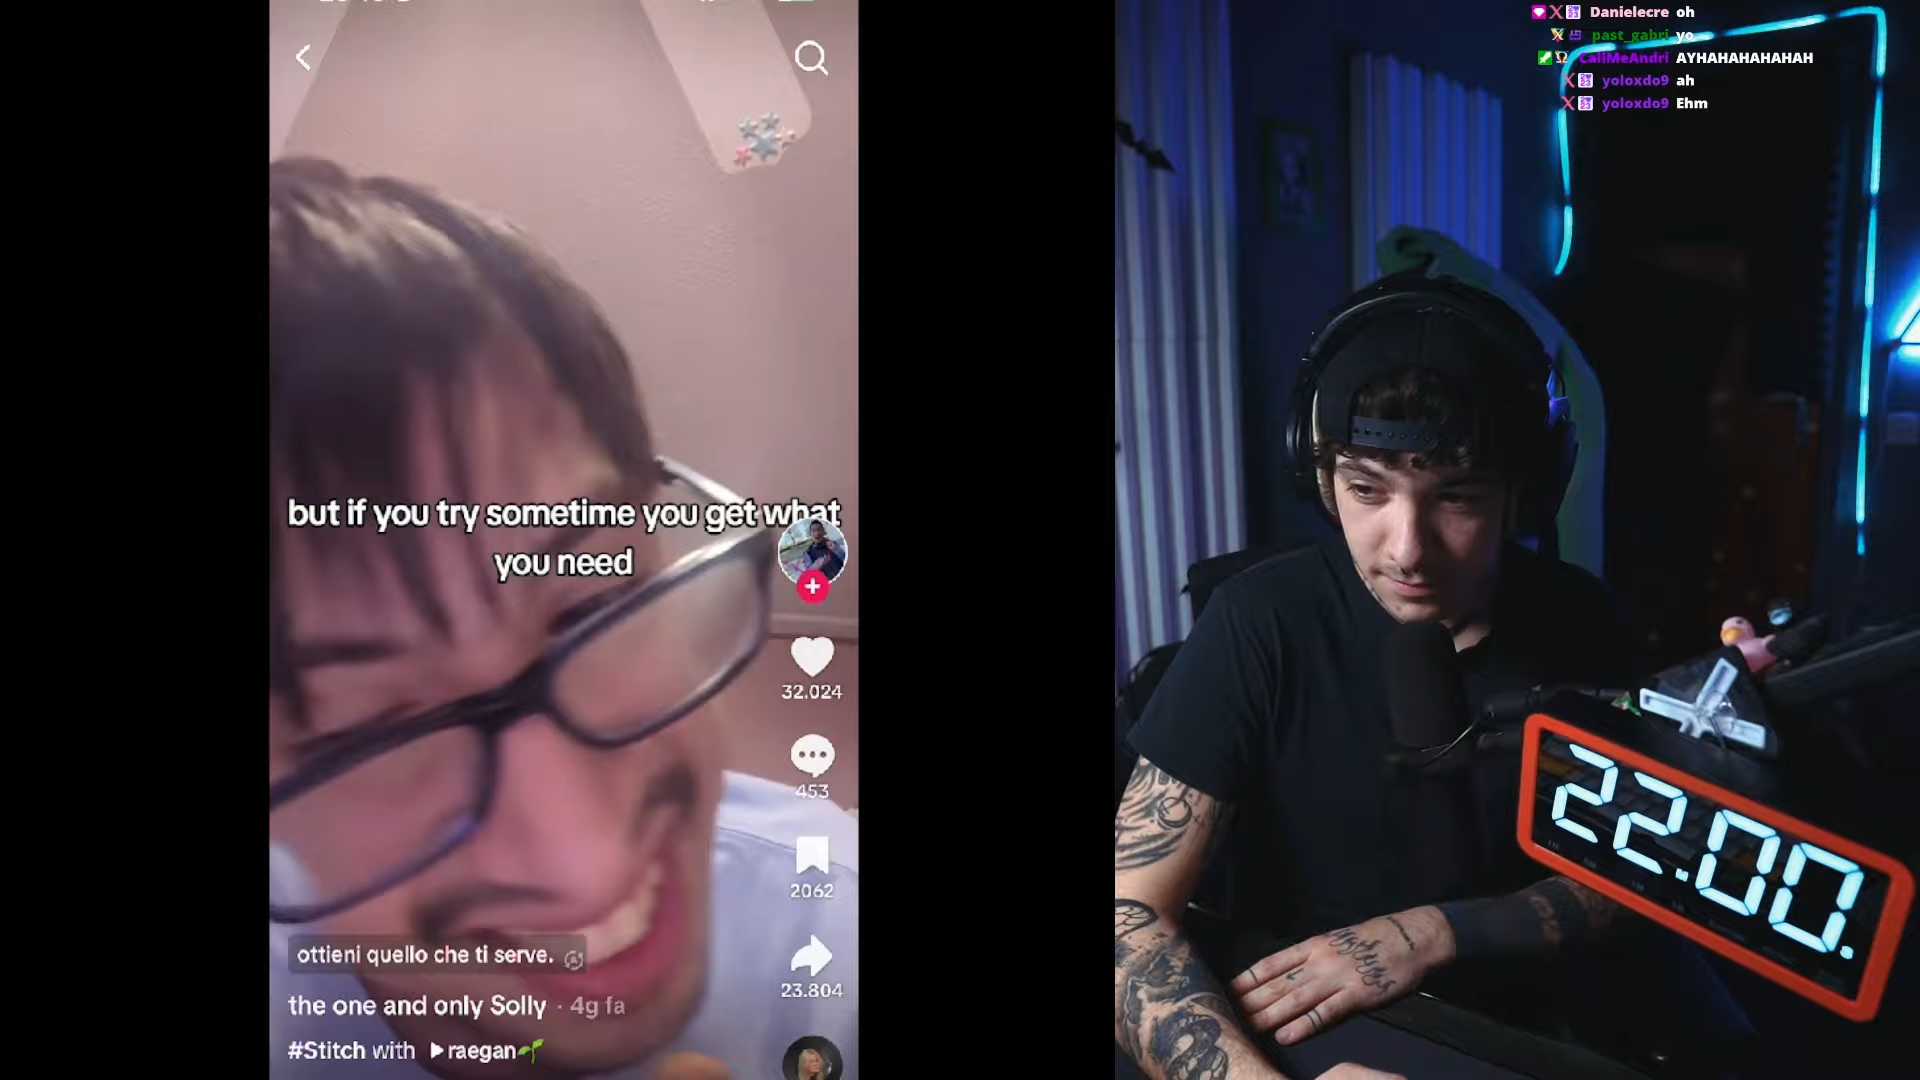 Danielecre oh
past_gabri yo
CallMeAndri AYHAHAHAHAHAH
yoloxdo9 ah
yoloxdo9 Ehm
but if you try sometime you get what
you need
32.024
453
2062
23.804
ottieni quello che ti serve.
the one and only Solly · 4g fa
#Stitch with raegan
22.00.